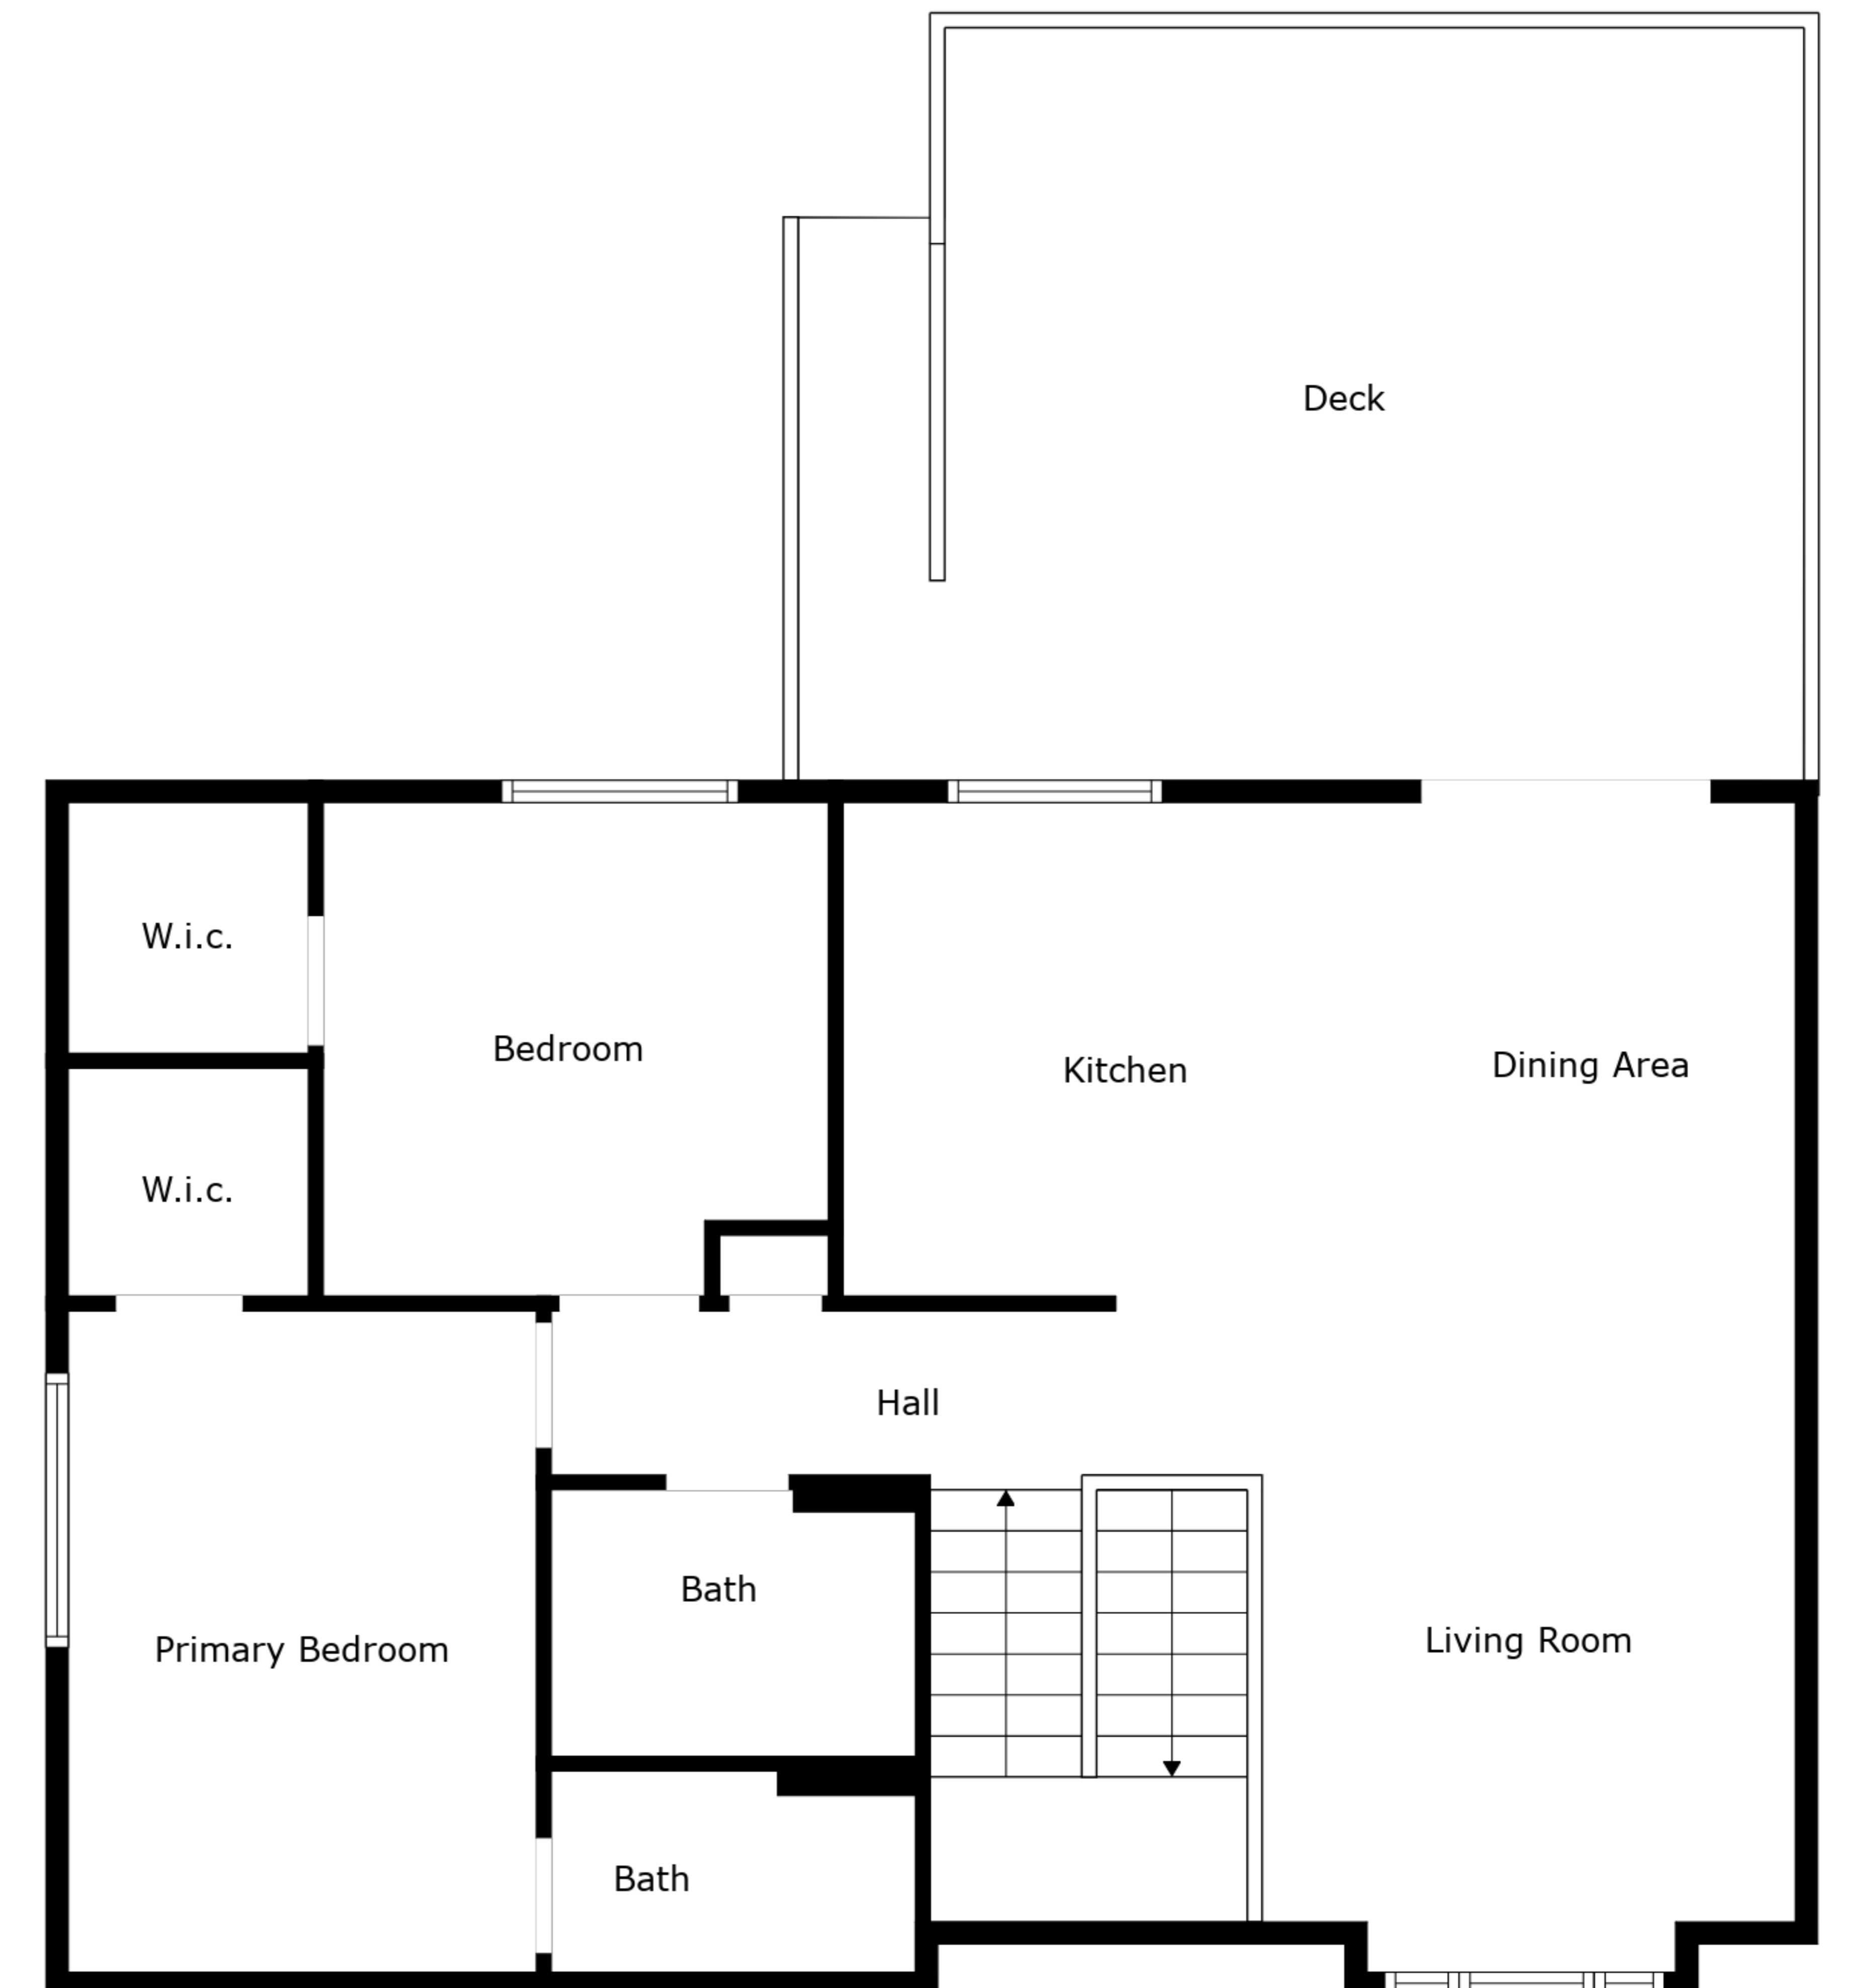 Deck
W.i.c.
Bedroom
Kitchen
Dining Area
W.i.c.
Hall
Bath
Primary Bedroom
Living Room
Bath